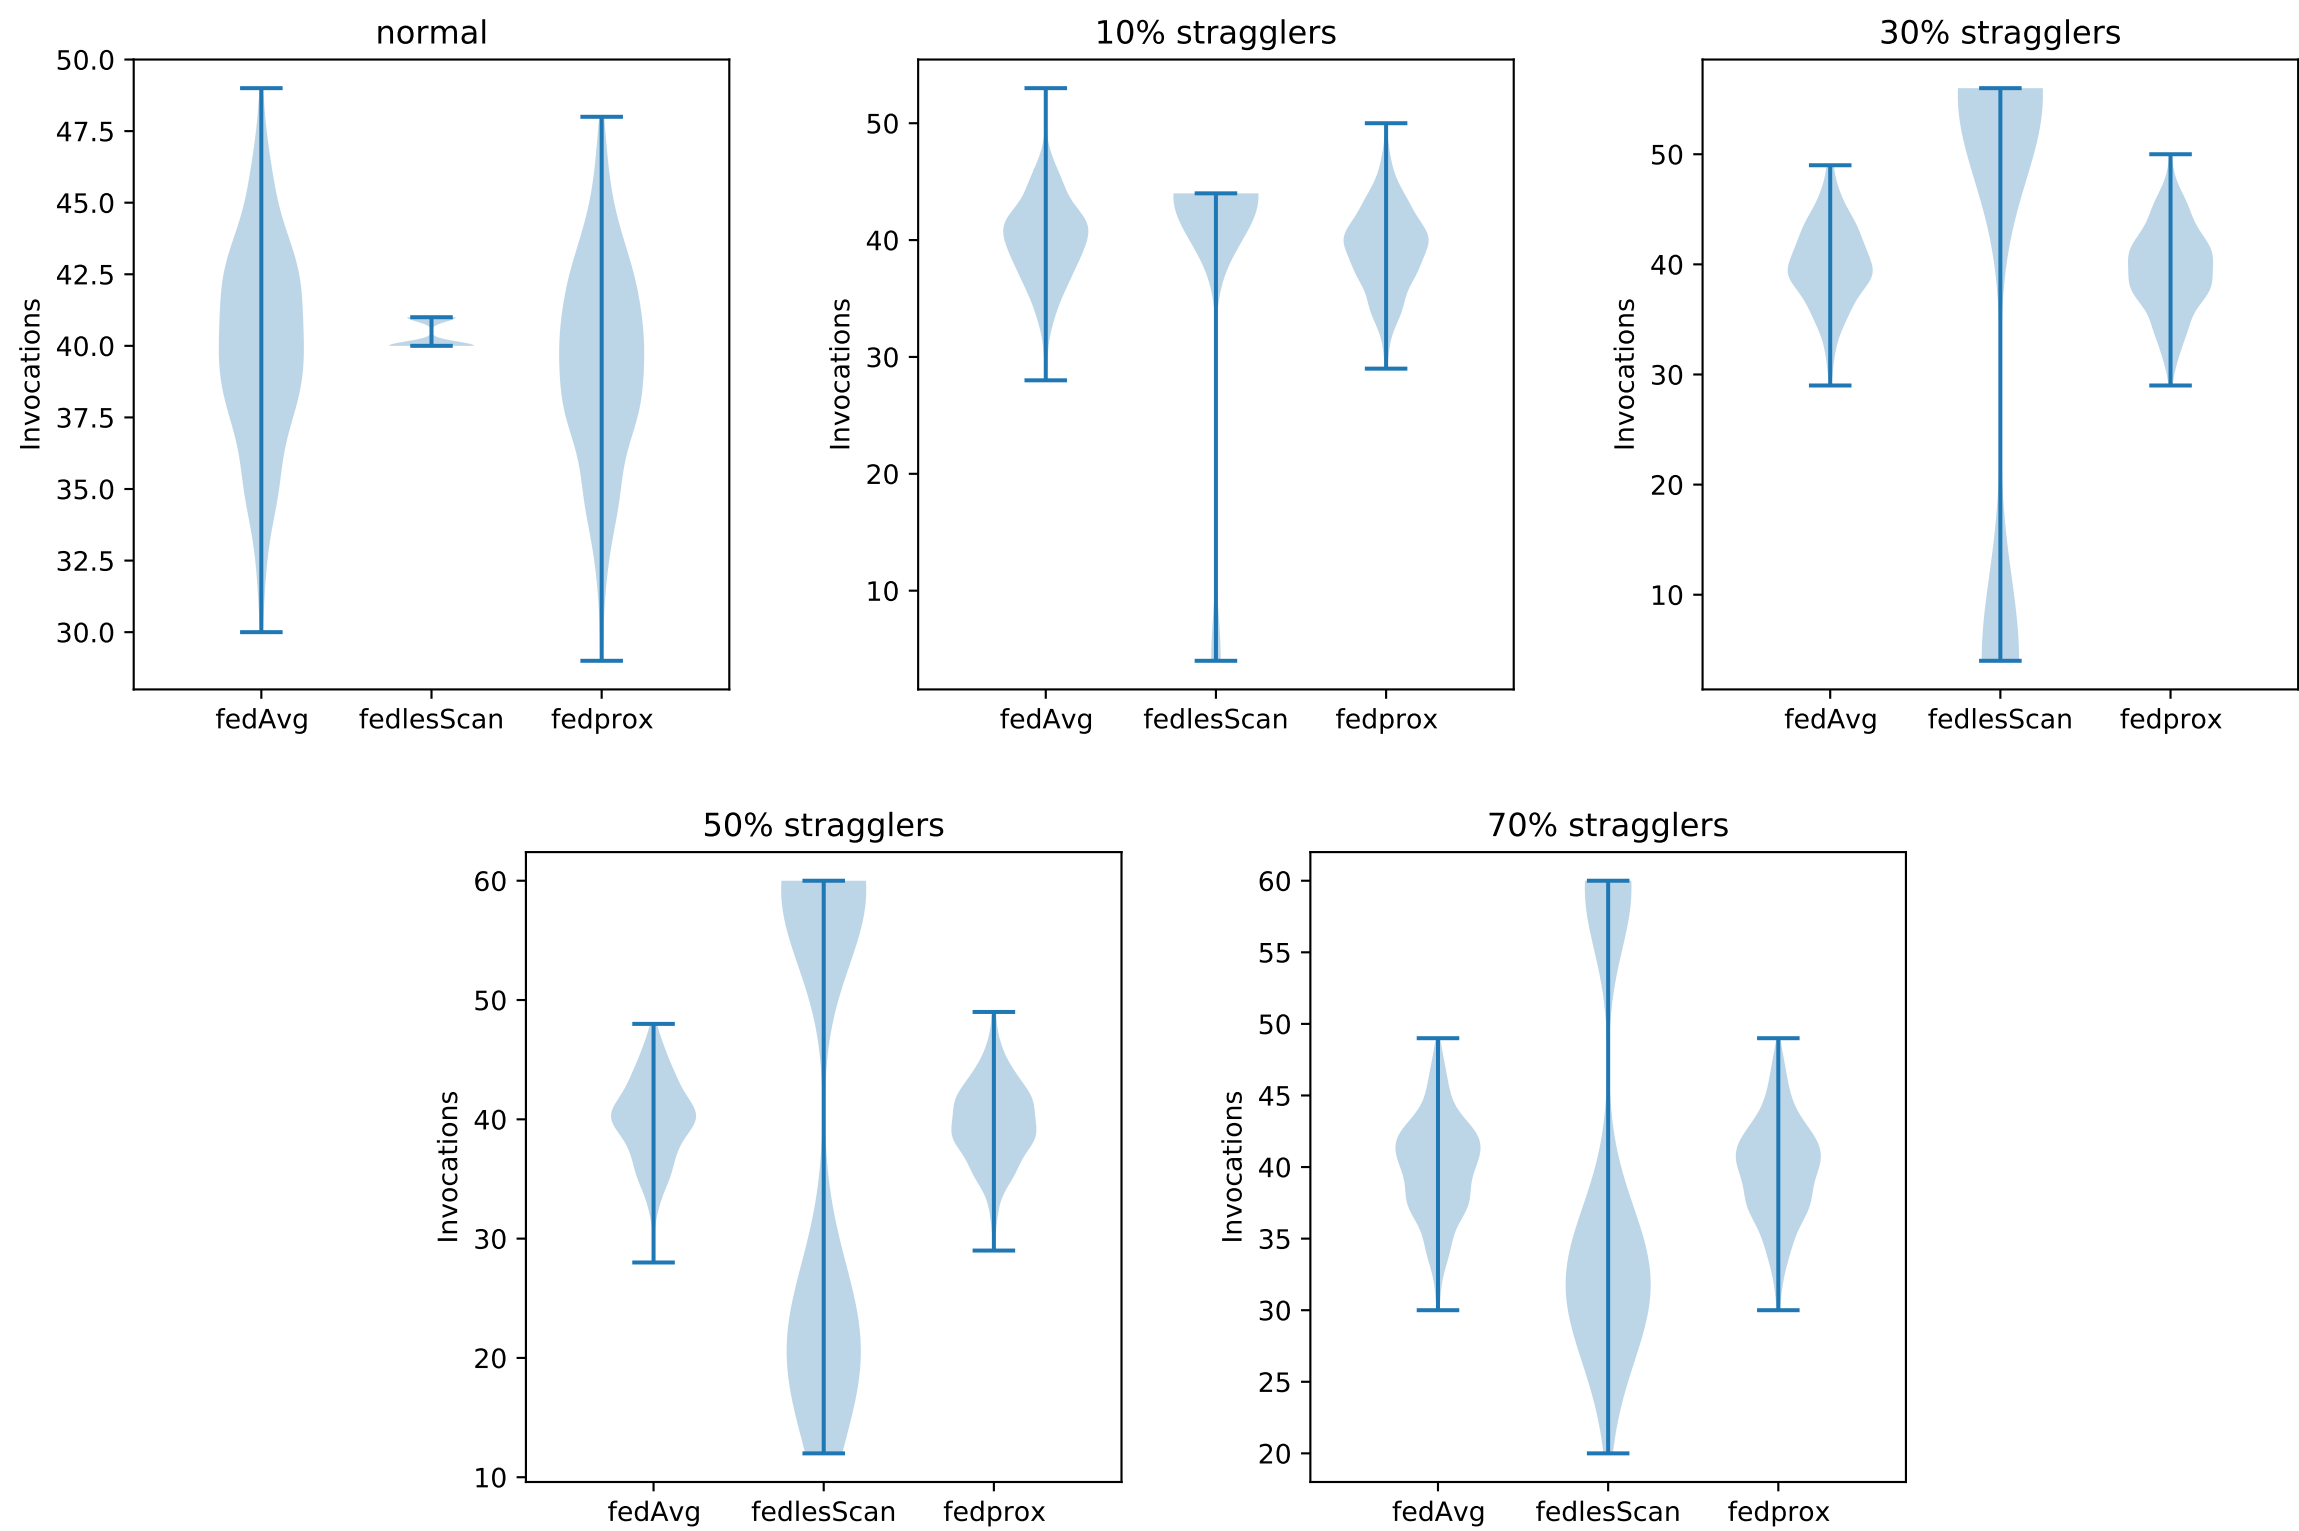 normal
50.0
47.5
45.0
42.5
40.0
37.5
35.0
32.5
30.0
Invocations
fedAvg fedlesScan fedprox
10% stragglers
50
40
30
20
10
Invocations
fedAvg fedlesScan fedprox
30% stragglers
50
40
30
20
10
Invocations
fedAvg fedlesScan fedprox
50% stragglers
60
50
40
30
20
10
Invocations
fedAvg fedlesScan fedprox
70% stragglers
60
55
50
45
40
35
30
25
20
Invocations
fedAvg fedlesScan fedprox